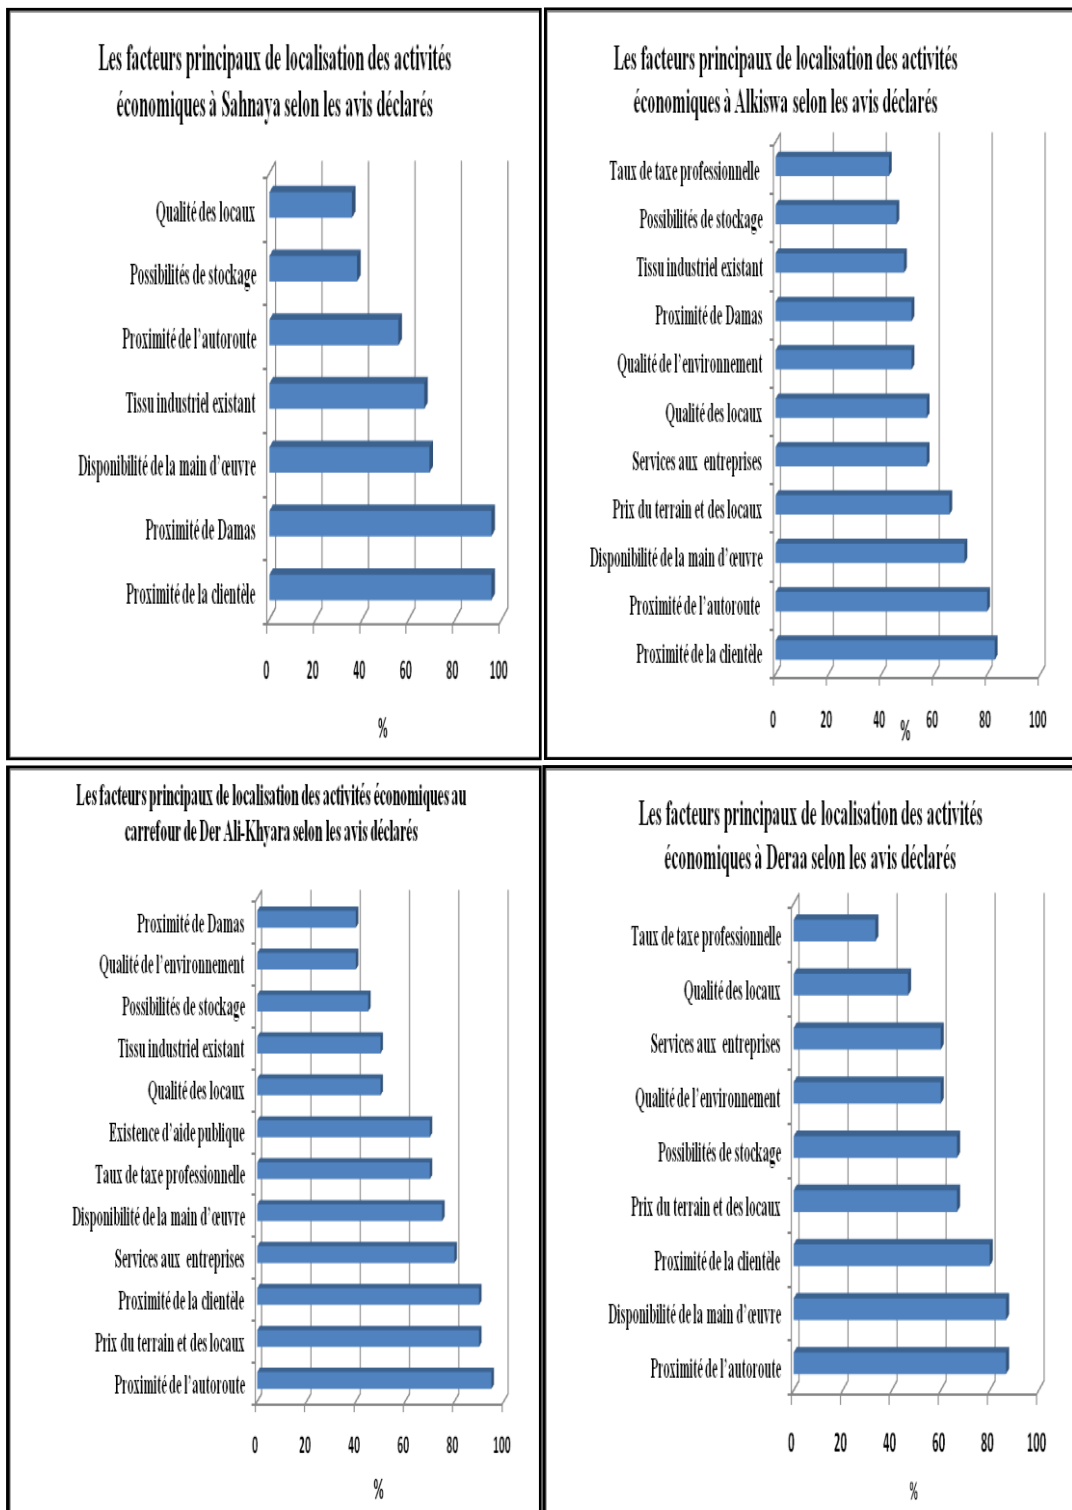 Les facteurs principaux de localisation des activités
économiques à Sahnaya selon les avis déclarés
Qualité des locaux
Possibilités de stockage
Proximité de l'autoroute
Tissu industriel existant
Disponibilité de la main d'œuvre
Proximité de Damas
Proximité de la clientèle
0 20 40 60 80 100
%
Les facteurs principaux de localisation des activités
économiques à Alkiswa selon les avis déclarés
Taux de taxe professionnelle
Possibilités de stockage
Tissu industriel existant
Proximité de Damas
Qualité de l'environnement
Qualité des locaux
Services aux entreprises
Prix du terrain et des locaux
Disponibilité de la main d'œuvre
Proximité de l'autoroute
Proximité de la clientèle
0 20 40 60 80 100
%
Les facteurs principaux de localisation des activités économiques au
carrefour de Der Ali-Khyara selon les avis déclarés
Proximité de Damas
Qualité de l'environnement
Possibilités de stockage
Tissu industriel existant
Qualité des locaux
Existence d'aide publique
Taux de taxe professionnelle
Disponibilité de la main d'œuvre
Services aux entreprises
Proximité de la clientèle
Prix du terrain et des locaux
Proximité de l'autoroute
0 20 40 60 80 100
%
Les facteurs principaux de localisation des activités
économiques à Deraa selon les avis déclarés
Taux de taxe professionnelle
Qualité des locaux
Services aux entreprises
Qualité de l'environnement
Possibilités de stockage
Prix du terrain et des locaux
Proximité de la clientèle
Disponibilité de la main d'œuvre
Proximité de l'autoroute
0 20 40 60 80 100
%